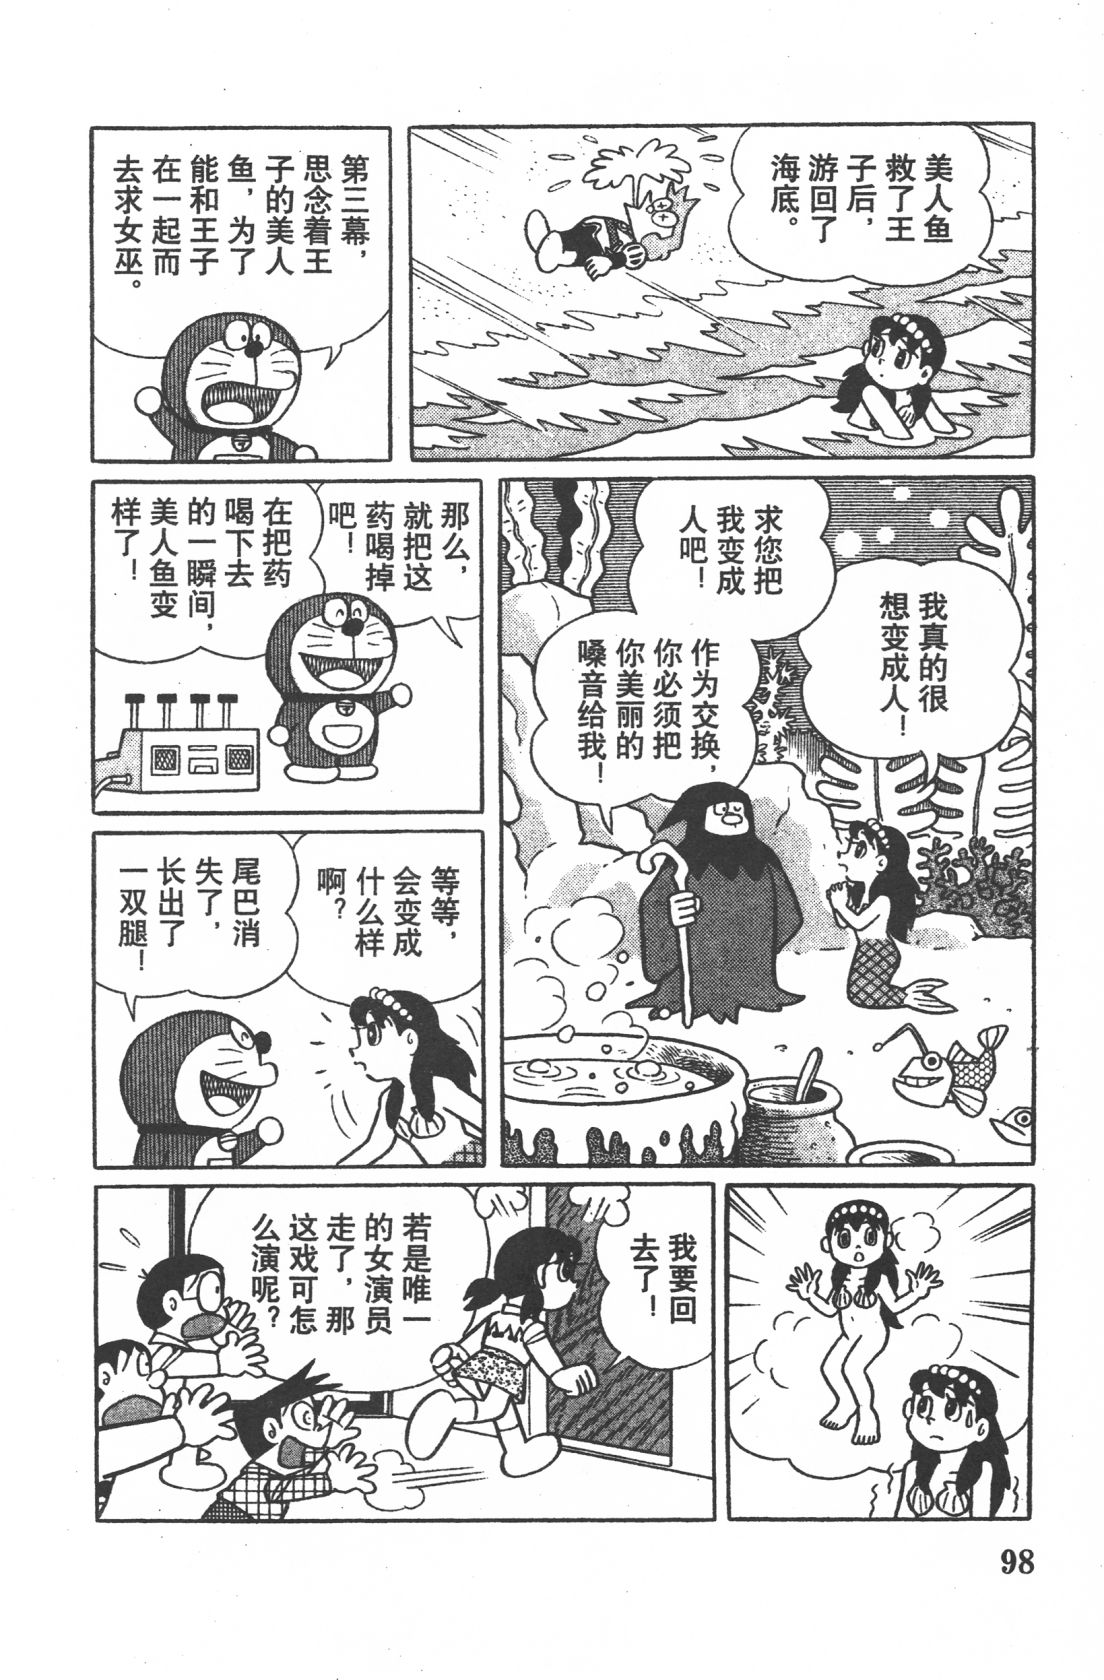 美人鱼
救了王
子后，
游回了
海底。
第三幕，
思念着王
子的美人
鱼，为了
能和王子
在一起而
去求女巫。
我真的很
想变成人！
求您把
我变成
人吧！
作为交换，
你必须把
你美丽的
嗓音给我！
那么，
就把这
药喝掉
吧！
在把药
喝下去
的一瞬间，
美人鱼变
样了！
等等，
会变成
什么样
啊？
尾巴消
失了，
长出了
一双腿！
我要回
去了！
若是唯一
的女演员
走了，那
这戏可怎
么演呢？
98